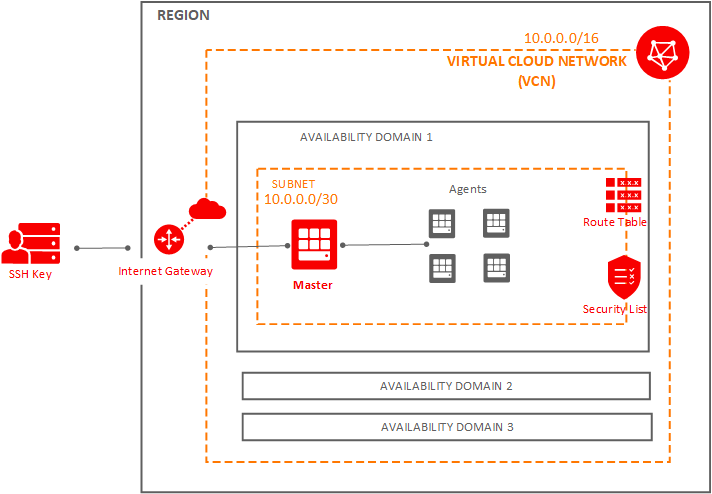 REGION
10.0.0.0/16
VIRTUAL CLOUD NETWORK
(VCN)
AVAILABILITY DOMAIN 1
SUBNET
10.0.0.0/30
Agents
x.x.x
x.x.x
x.x.x
Route Table
SSH Key
Internet Gateway
Master
Security List
AVAILABILITY DOMAIN 2
AVAILABILITY DOMAIN 3